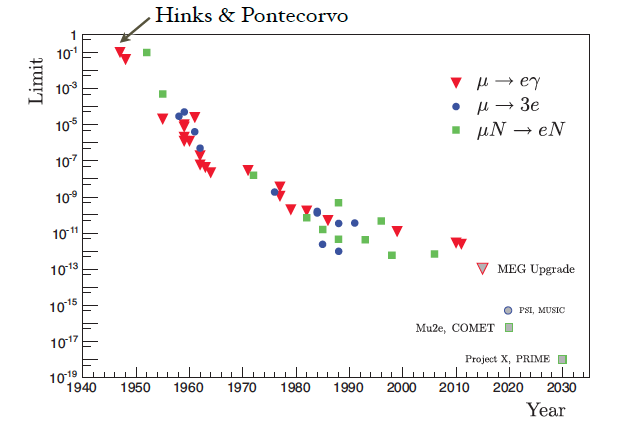 Hinks & Pontecorvo
Limit
1
10⁻¹
10⁻³
10⁻⁵
10⁻⁷
10⁻⁹
10⁻¹¹
10⁻¹³
10⁻¹⁵
10⁻¹⁷
10⁻¹⁹
μ → eγ
μ → 3e
μN → eN
MEG Upgrade
PSI, MUSIC
Mu2e, COMET
Project X, PRIME
1940 1950 1960 1970 1980 1990 2000 2010 2020 2030
Year